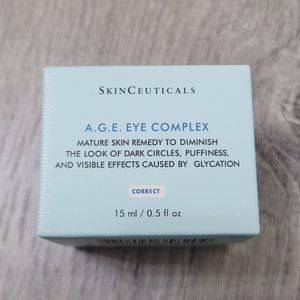 SKINCEUTICALS
A.G.E. EYE COMPLEX
MATURE SKIN REMEDY TO DIMINISH
THE LOOK OF DARK CIRCLES, PUFFINESS,
AND VISIBLE EFFECTS CAUSED BY GLYCATION
CORRECT
15 ml / 0.5 fl oz